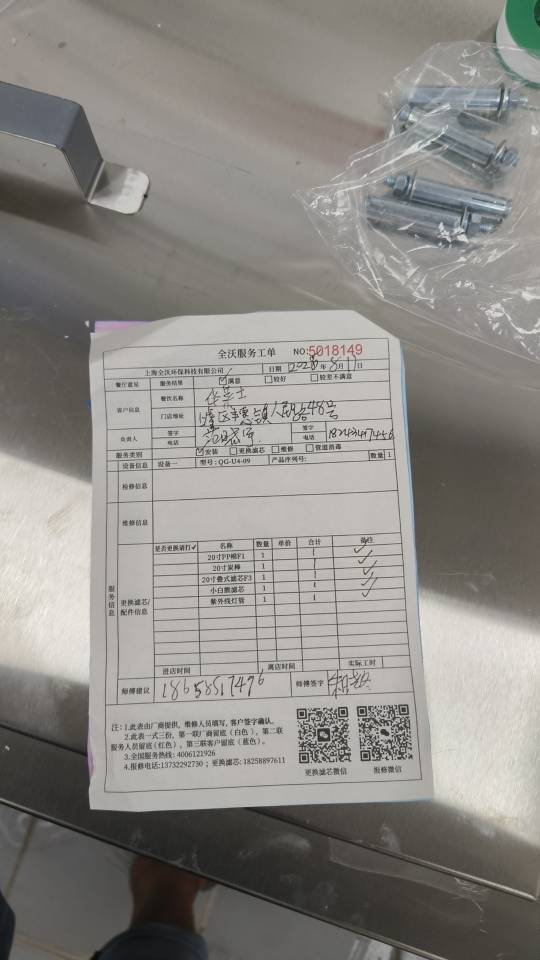 全沃服务工单 NO:5018149
上海全沃环保科技有限公司 日期 年8月11日
餐厅意见 服务结果 ☑满意 □较好 □较差不满意
客户信息 餐饮名称 华莱士
门店地址
负责人 签字 签字
电话 电话
服务类别 ☑安装 □更换滤芯 □维修 □管道消毒
设备信息 设备一 型号:QG-U4-09 产品序列号: 数量 1
检修信息
维修信息
服务信息
更换滤芯/配件信息
是否更换请打✓ 名称 数量 单价 合计 备注
20寸PP棉F1 1 1 ✓
20寸炭棒 1 1 ✓
20寸叠式滤芯F3 1 1 ✓
小白熊滤芯 1 1 ✓
紫外线灯管 1 1 ✓
进店时间 离店时间 实际工时
师傅建议 18658517496 师傅签字
注:1.此表由厂商提供, 维修人员填写, 客户签字确认。
2.此表一式三份, 第一联厂商留底(白色)、第二联
服务人员留底(红色)、第三联客户留底(蓝色)。
3.全国服务热线: 4006121926
4.报修电话:13732292730 ; 更换滤芯:18258897611
更换滤芯微信 报修微信